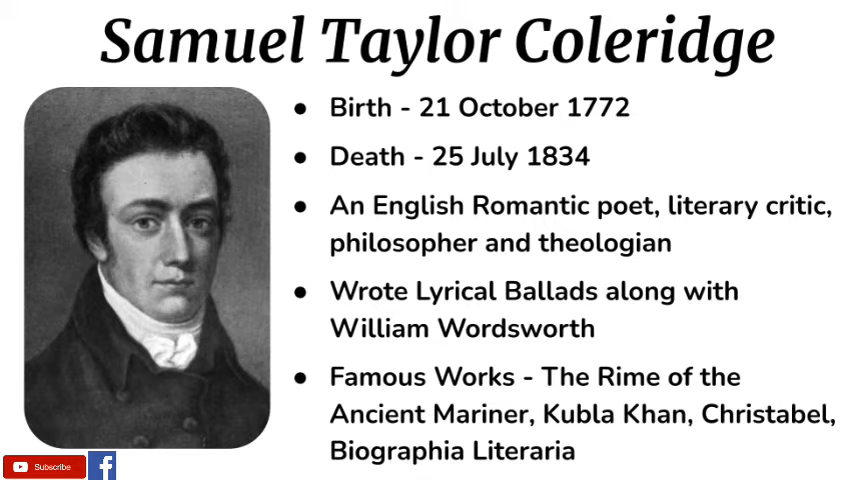 Samuel Taylor Coleridge
● Birth - 21 October 1772
● Death - 25 July 1834
● An English Romantic poet, literary critic,
philosopher and theologian
● Wrote Lyrical Ballads along with
William Wordsworth
● Famous Works - The Rime of the
Ancient Mariner, Kubla Khan, Christabel,
Biographia Literaria
Subscribe